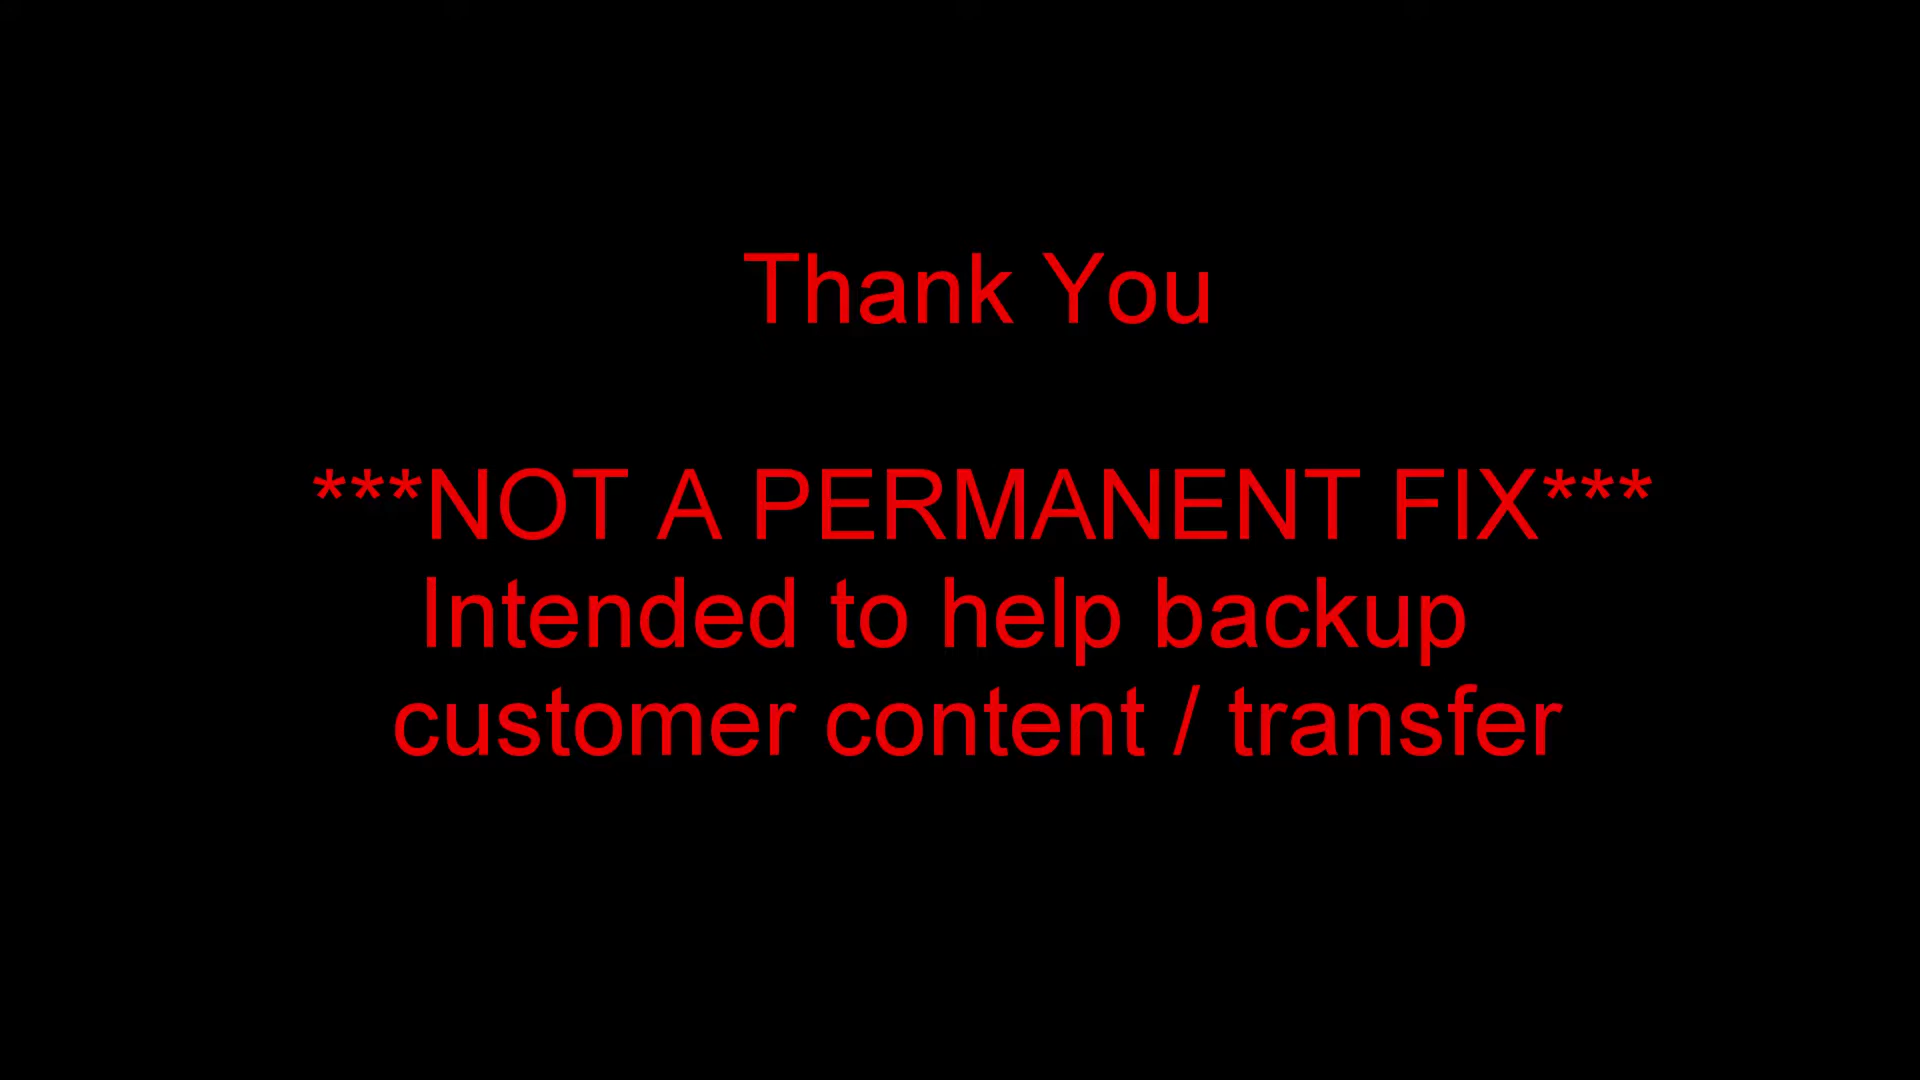 Thank You
***NOT A PERMANENT FIX***
Intended to help backup
customer content / transfer